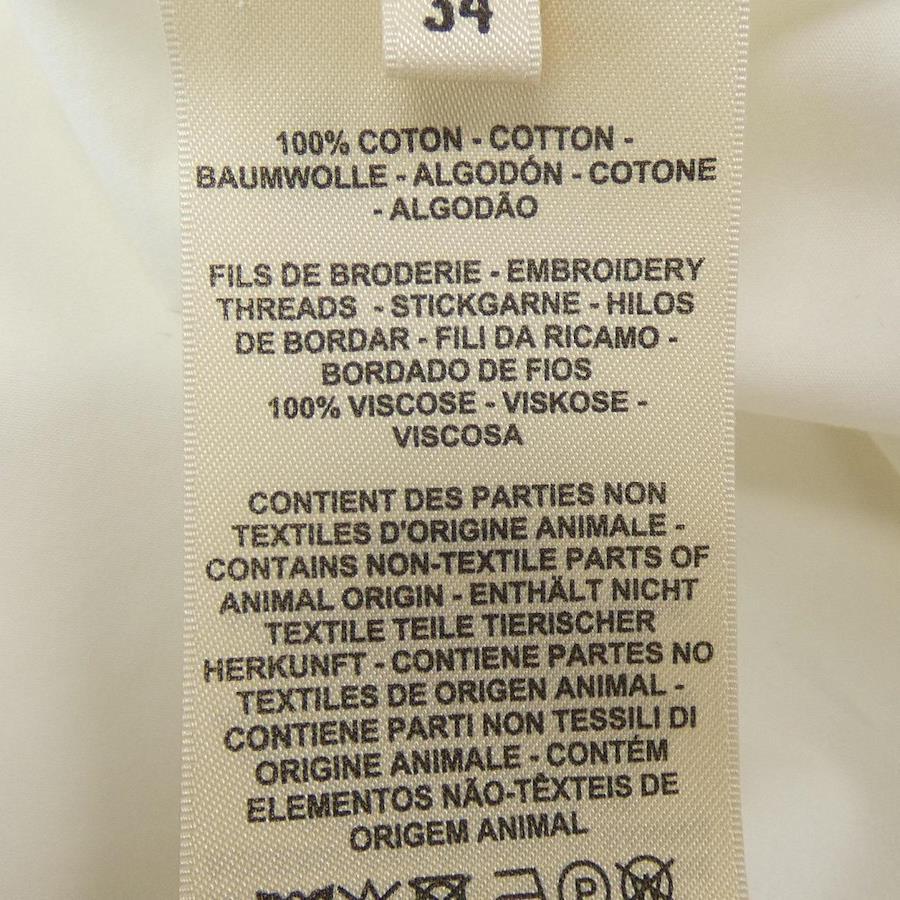 34
100% COTON - COTTON -
BAUMWOLLE - ALGODÓN - COTONE
- ALGODÃO
FILS DE BRODERIE - EMBROIDERY
THREADS - STICKGARNE - HILOS
DE BORDAR - FILI DA RICAMO -
BORDADO DE FIOS
100% VISCOSE - VISKOSE -
VISCOSA
CONTIENT DES PARTIES NON
TEXTILES D'ORIGINE ANIMALE -
CONTAINS NON-TEXTILE PARTS OF
ANIMAL ORIGIN - ENTHÄLT NICHT
TEXTILE TEILE TIERISCHER
HERKUNFT - CONTIENE PARTES NO
TEXTILES DE ORIGEN ANIMAL -
CONTIENE PARTI NON TESSILI DI
ORIGINE ANIMALE - CONTÉM
ELEMENTOS NÃO-TÊXTEIS DE
ORIGEM ANIMAL
P
W